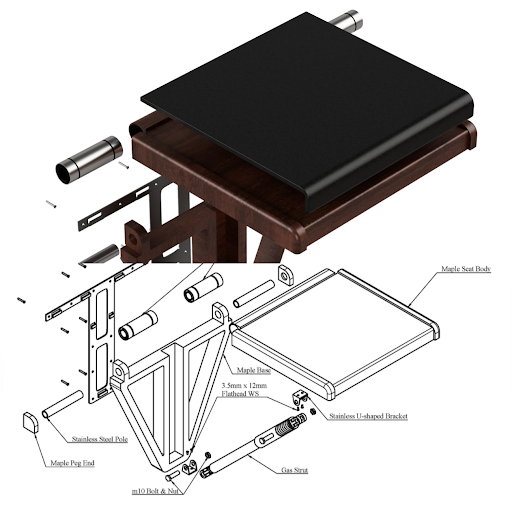 Maple Seat Body
Maple Base
3.5mm x 12mm
Flathead WS
Stainless U-shaped Bracket
Stainless Steel Pole
Maple Peg End
Gas Strut
m10 Bolt & Nut